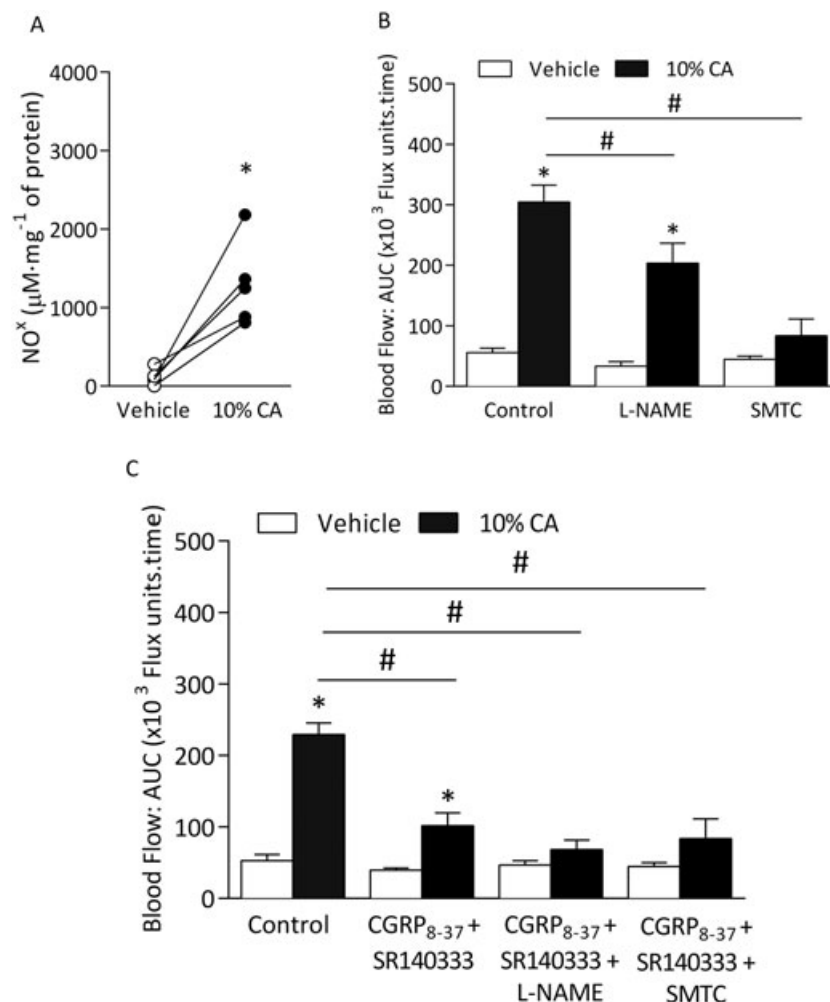 A
NOˣ (μM·mg⁻¹ of protein)
4000
3000
2000
1000
0
*
Vehicle 10% CA
B
Vehicle 10% CA
Blood Flow: AUC (x10 ³ Flux units.time)
500
400
300
200
100
0
#
#
*
*
Control L-NAME SMTC
C
Vehicle 10% CA
Blood Flow: AUC (x10 ³ Flux units.time)
500
400
300
200
100
0
#
#
#
*
*
Control
CGRP₈₋₃₇ +
SR140333
CGRP₈₋₃₇ +
SR140333 +
L-NAME
CGRP₈₋₃₇ +
SR140333 +
SMTC